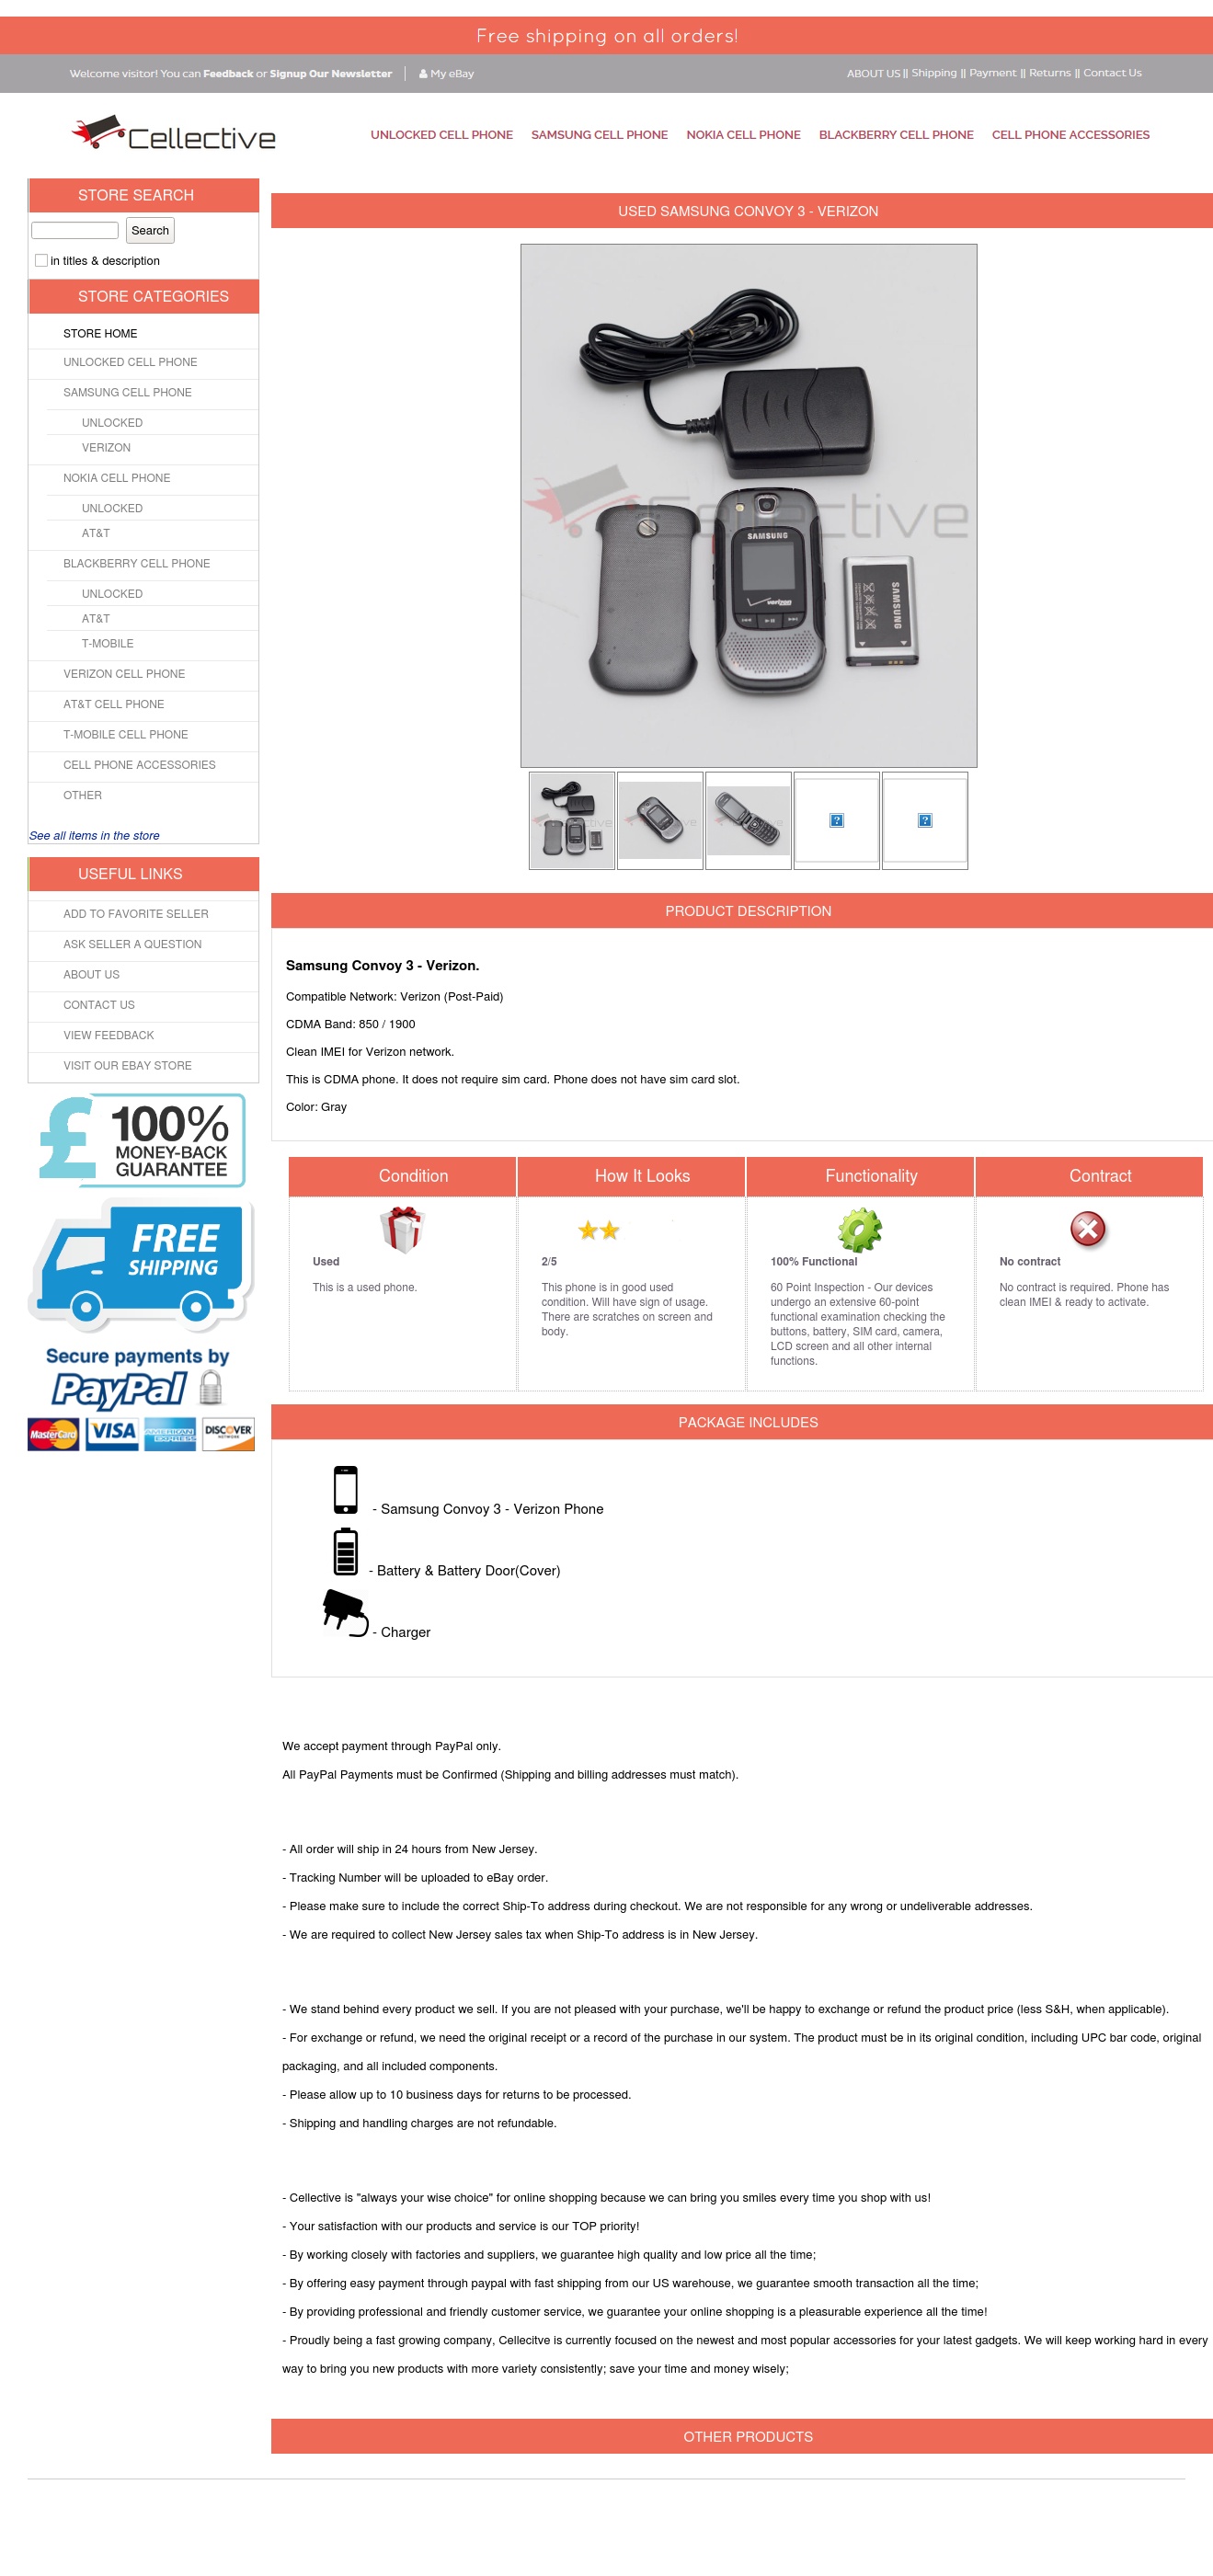 Free shipping on all orders!
Welcome visitor! You can Feedback or Signup Our Newsletter | My eBay
ABOUT US || Shipping || Payment || Returns || Contact Us
Cellective
UNLOCKED CELL PHONE SAMSUNG CELL PHONE NOKIA CELL PHONE BLACKBERRY CELL PHONE CELL PHONE ACCESSORIES
STORE SEARCH
Search
in titles & description
STORE CATEGORIES
STORE HOME
UNLOCKED CELL PHONE
SAMSUNG CELL PHONE
UNLOCKED
VERIZON
NOKIA CELL PHONE
UNLOCKED
AT&T
BLACKBERRY CELL PHONE
UNLOCKED
AT&T
T-MOBILE
VERIZON CELL PHONE
AT&T CELL PHONE
T-MOBILE CELL PHONE
CELL PHONE ACCESSORIES
OTHER
See all items in the store
USEFUL LINKS
ADD TO FAVORITE SELLER
ASK SELLER A QUESTION
ABOUT US
CONTACT US
VIEW FEEDBACK
VISIT OUR EBAY STORE
£ 100%
MONEY-BACK
GUARANTEE
FREE
SHIPPING
Secure payments by
PayPal
MasterCard VISA AMERICAN EXPRESS DISCOVER NETWORK
USED SAMSUNG CONVOY 3 - VERIZON
Cellective
SAMSUNG
verizon
SAMSUNG
PRODUCT DESCRIPTION
Samsung Convoy 3 - Verizon.
Compatible Network: Verizon (Post-Paid)
CDMA Band: 850 / 1900
Clean IMEI for Verizon network.
This is CDMA phone. It does not require sim card. Phone does not have sim card slot.
Color: Gray
Condition
Used
This is a used phone.
How It Looks
2/5
This phone is in good used
condition. Will have sign of usage.
There are scratches on screen and
body.
Functionality
100% Functional
60 Point Inspection - Our devices
undergo an extensive 60-point
functional examination checking the
buttons, battery, SIM card, camera,
LCD screen and all other internal
functions.
Contract
No contract
No contract is required. Phone has
clean IMEI & ready to activate.
PACKAGE INCLUDES
- Samsung Convoy 3 - Verizon Phone
- Battery & Battery Door(Cover)
- Charger
We accept payment through PayPal only.
All PayPal Payments must be Confirmed (Shipping and billing addresses must match).
- All order will ship in 24 hours from New Jersey.
- Tracking Number will be uploaded to eBay order.
- Please make sure to include the correct Ship-To address during checkout. We are not responsible for any wrong or undeliverable addresses.
- We are required to collect New Jersey sales tax when Ship-To address is in New Jersey.
- We stand behind every product we sell. If you are not pleased with your purchase, we'll be happy to exchange or refund the product price (less S&H, when applicable).
- For exchange or refund, we need the original receipt or a record of the purchase in our system. The product must be in its original condition, including UPC bar code, original
packaging, and all included components.
- Please allow up to 10 business days for returns to be processed.
- Shipping and handling charges are not refundable.
- Cellective is "always your wise choice" for online shopping because we can bring you smiles every time you shop with us!
- Your satisfaction with our products and service is our TOP priority!
- By working closely with factories and suppliers, we guarantee high quality and low price all the time;
- By offering easy payment through paypal with fast shipping from our US warehouse, we guarantee smooth transaction all the time;
- By providing professional and friendly customer service, we guarantee your online shopping is a pleasurable experience all the time!
- Proudly being a fast growing company, Cellecitve is currently focused on the newest and most popular accessories for your latest gadgets. We will keep working hard in every
way to bring you new products with more variety consistently; save your time and money wisely;
OTHER PRODUCTS